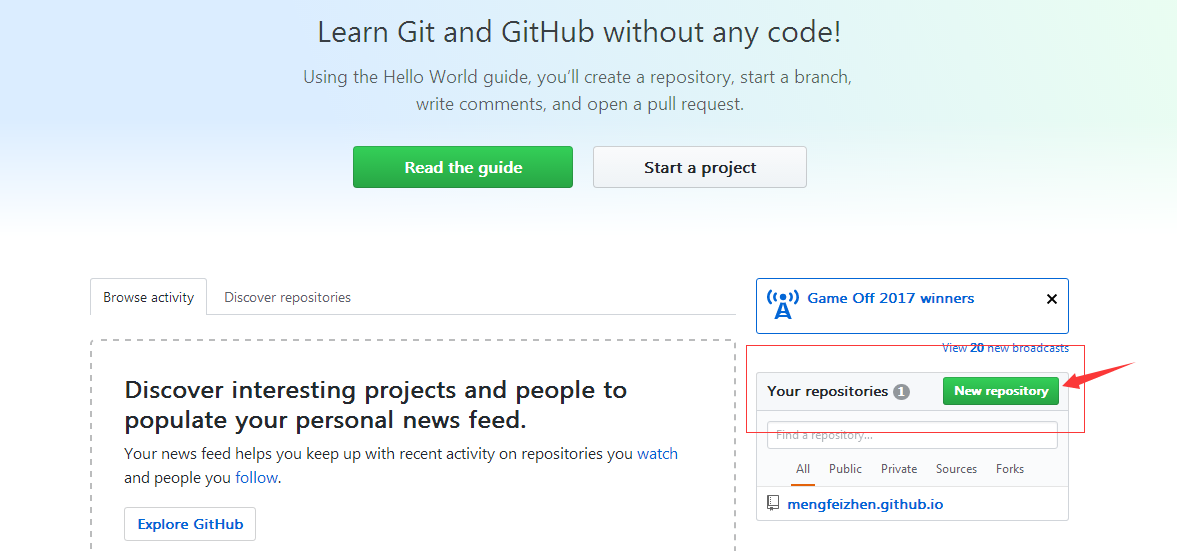 Learn Git and GitHub without any code!
Using the Hello World guide, you’ll create a repository, start a branch,
write comments, and open a pull request.
Read the guide
Start a project
Browse activity
Discover repositories
Discover interesting projects and people to
populate your personal news feed.
Your news feed helps you keep up with recent activity on repositories you watch
and people you follow.
Explore GitHub
Game Off 2017 winners
View 20 new broadcasts
Your repositories 1
New repository
Find a repository...
All Public Private Sources Forks
mengfeizhen.github.io